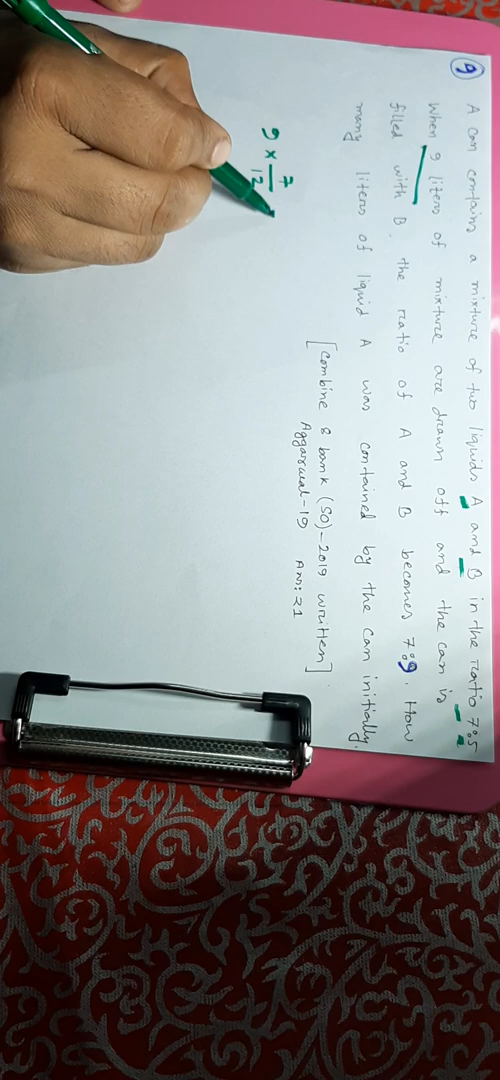 9 A can contains a mixture of two liquids A and B in the ratio 7:5
When 9 liters of mixture are drawn off and the can is
filled with B, the ratio of A and B becomes 7:9. How
many liters of liquid A was contained by the can initially.
[Combine 8 bank (SO)-2019 written]
Aggarwal-19 Ans: 21
9 × 7/12